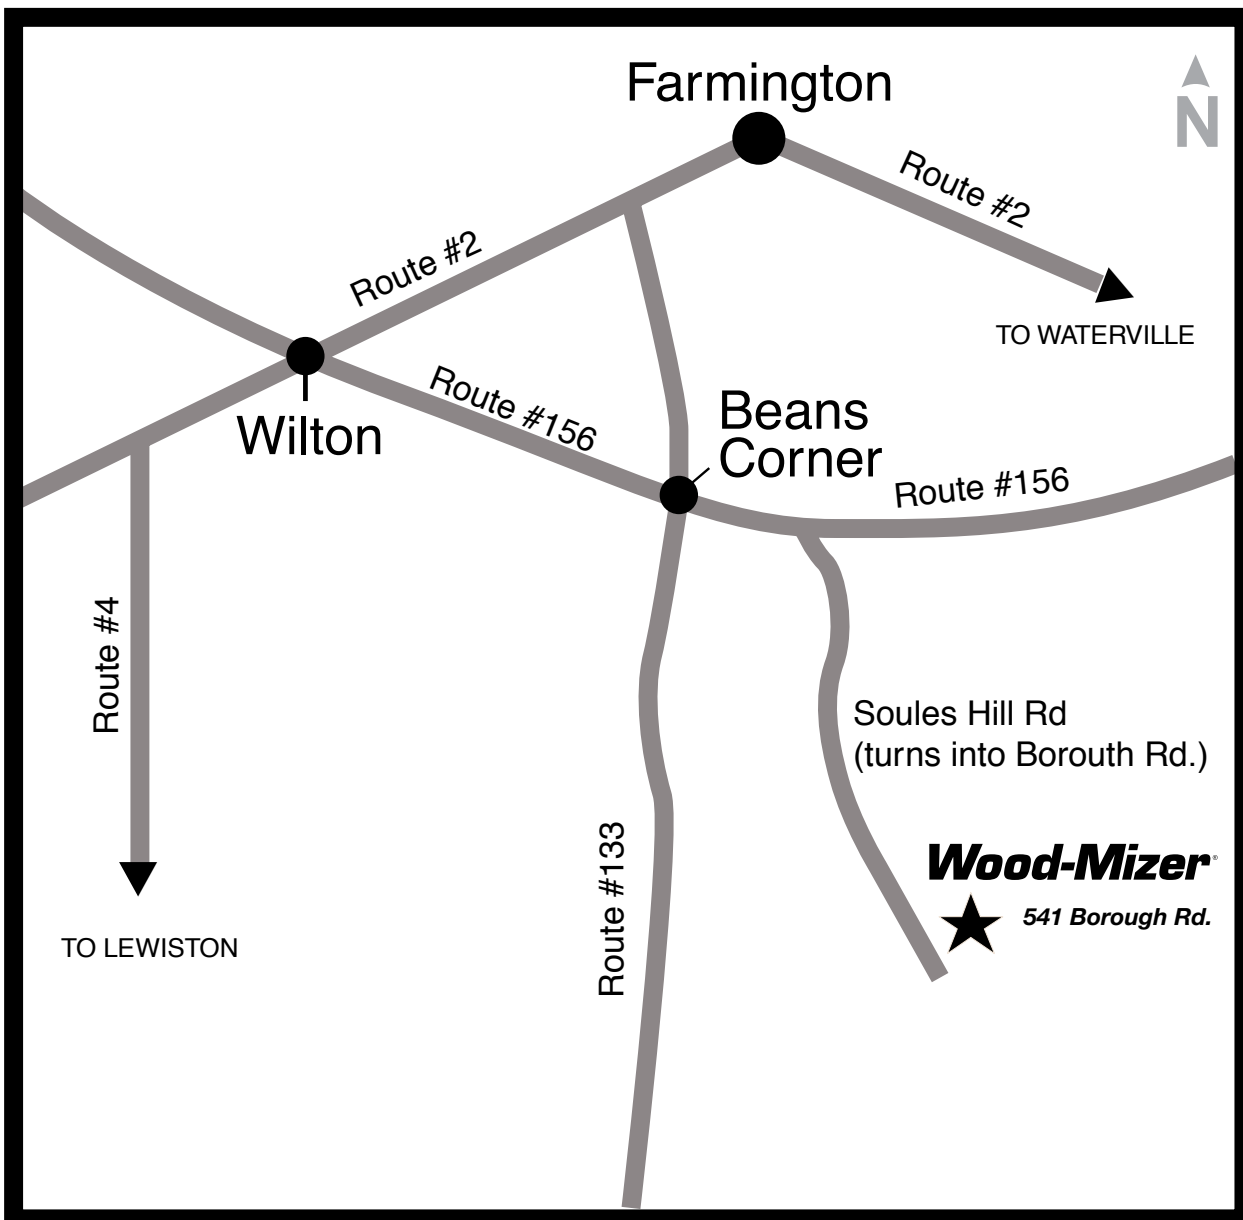 Farmington
N
Route #2
Route #2
TO WATERVILLE
Wilton
Route #156
Beans
Corner
Route #156
Route #4
Soules Hill Rd
(turns into Borouth Rd.)
Route #133
Wood-Mizer®
541 Borough Rd.
TO LEWISTON